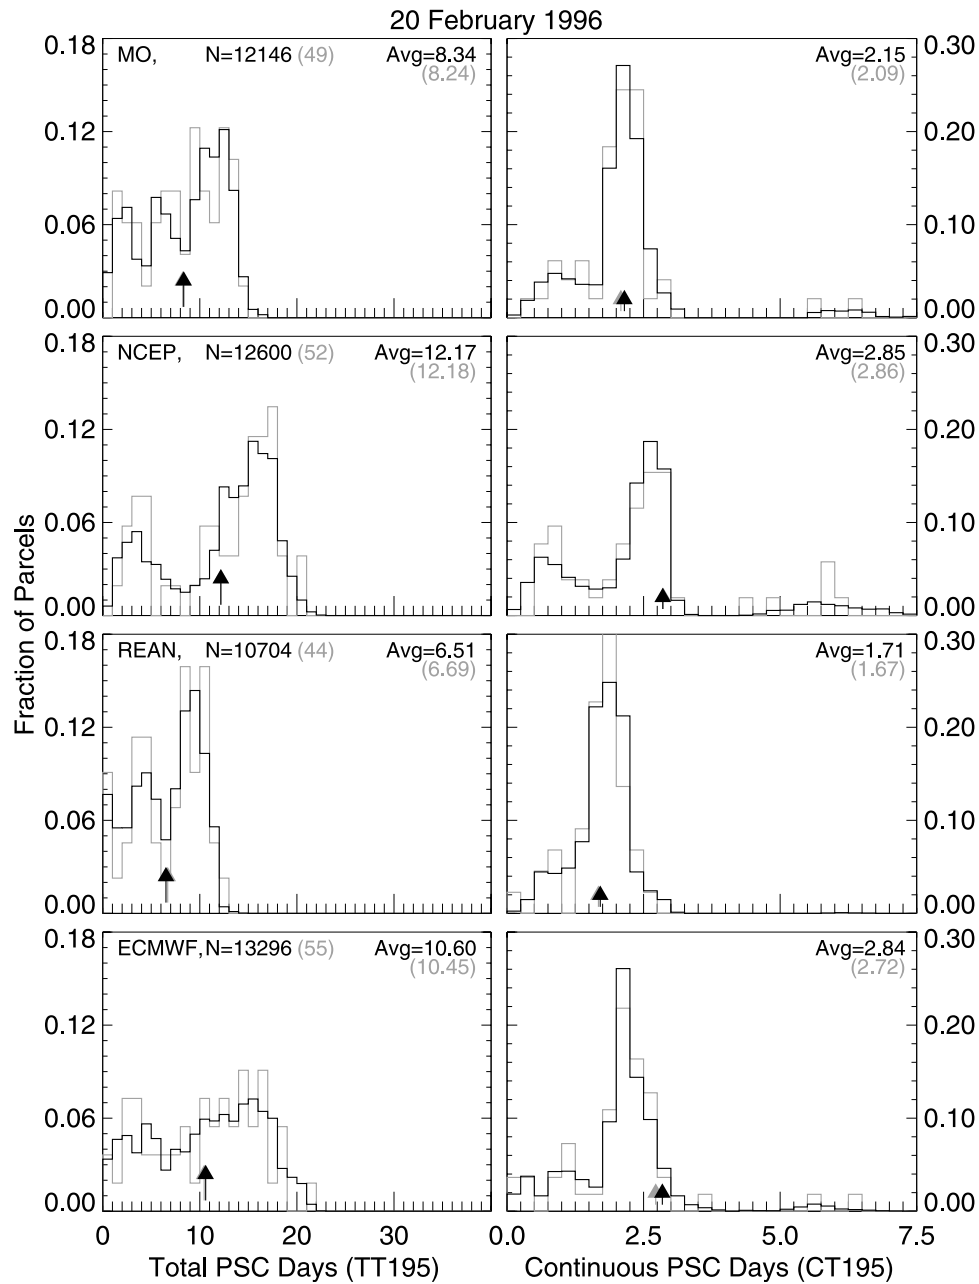 20 February 1996
MO, N=12146 (49) Avg=8.34
(8.24)
Avg=2.15
(2.09)
0.18
0.12
0.06
0.00
0.30
0.20
0.10
0.00
NCEP, N=12600 (52) Avg=12.17
(12.18)
Avg=2.85
(2.86)
0.18
0.12
0.06
0.00
0.30
0.20
0.10
0.00
REAN, N=10704 (44) Avg=6.51
(6.69)
Avg=1.71
(1.67)
0.18
0.12
0.06
0.00
0.30
0.20
0.10
0.00
ECMWF, N=13296 (55) Avg=10.60
(10.45)
Avg=2.84
(2.72)
0.18
0.12
0.06
0.00
0.30
0.20
0.10
0.00
Fraction of Parcels
0 10 20 30
0.0 2.5 5.0 7.5
Total PSC Days (TT195)
Continuous PSC Days (CT195)